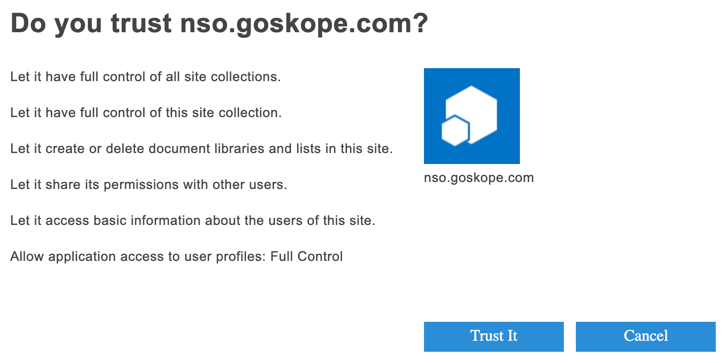 Do you trust nso.goskope.com?
Let it have full control of all site collections.
Let it have full control of this site collection.
Let it create or delete document libraries and lists in this site.
Let it share its permissions with other users.
Let it access basic information about the users of this site.
Allow application access to user profiles: Full Control
nso.goskope.com
Trust It
Cancel